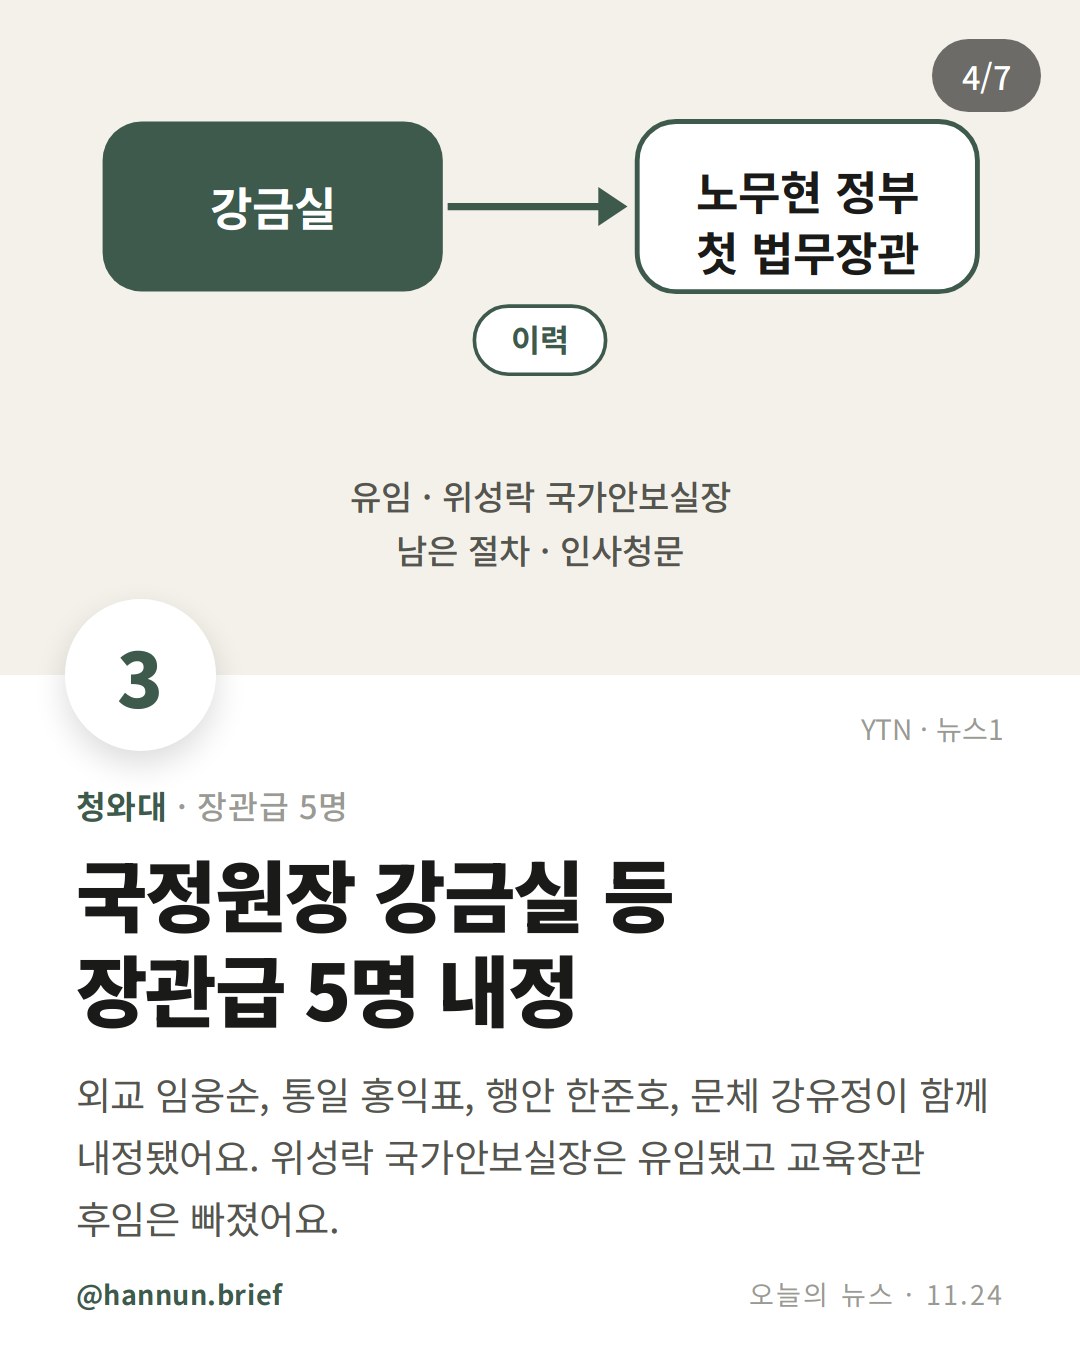 4/7
강금실
노무현 정부
첫 법무장관
이력
유임 · 위성락 국가안보실장
남은 절차 · 인사청문
3
YTN · 뉴스1
청와대 · 장관급 5명
국정원장 강금실 등
장관급 5명 내정
외교 임웅순, 통일 홍익표, 행안 한준호, 문체 강유정이 함께
내정됐어요. 위성락 국가안보실장은 유임됐고 교육장관
후임은 빠졌어요.
@hannun.brief
오늘의 뉴스 · 11.24